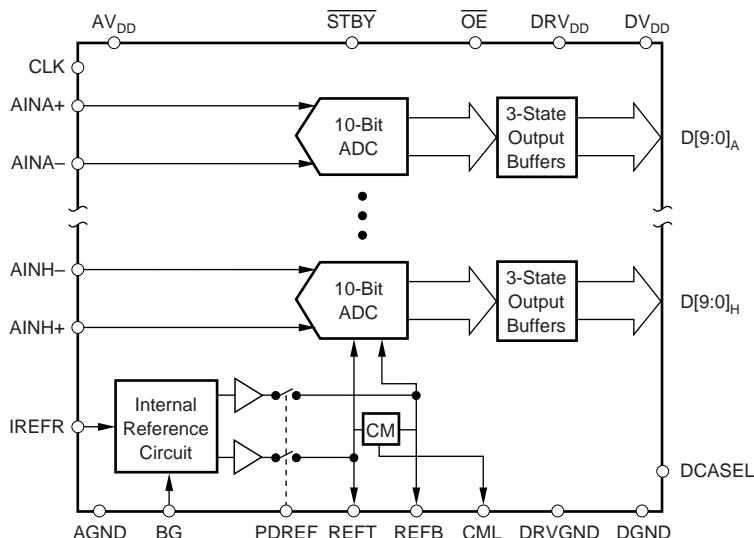 AVDD
STBY
OE
DRVDD
DVDD
CLK
AINA+
AINA–
10-Bit
ADC
3-State
Output
Buffers
D[9:0]A
AINH–
AINH+
10-Bit
ADC
3-State
Output
Buffers
D[9:0]H
IREFR
Internal
Reference
Circuit
CM
DCASEL
AGND
BG
PDREF
REFT
REFB
CML
DRVGND
DGND